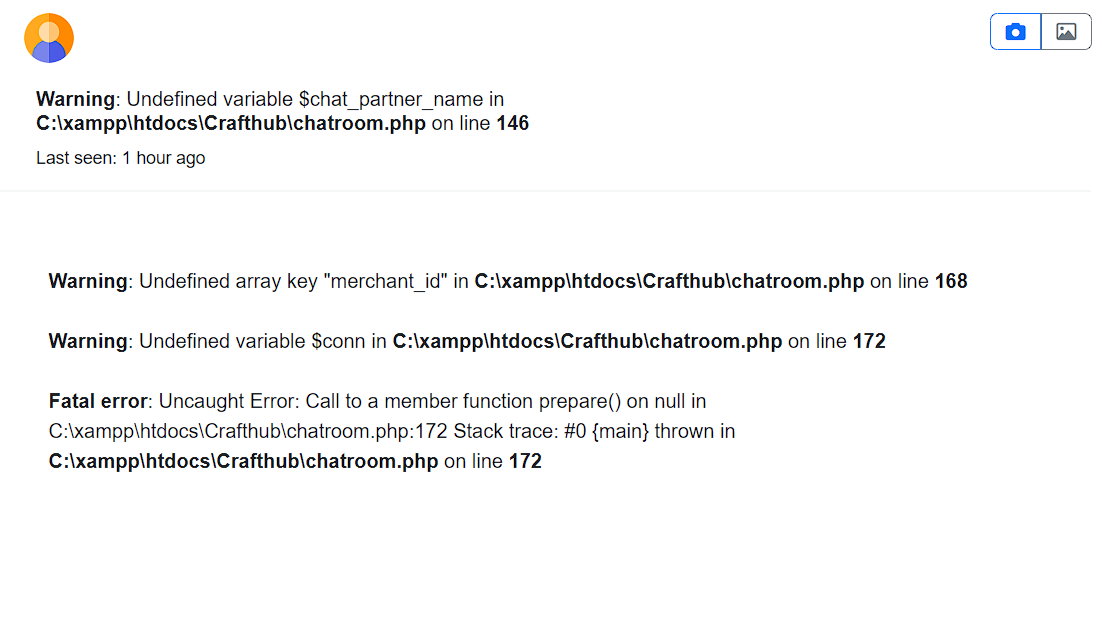 Warning: Undefined variable $chat_partner_name in
C:\xampp\htdocs\Crafthub\chatroom.php on line 146
Last seen: 1 hour ago
Warning: Undefined array key "merchant_id" in C:\xampp\htdocs\Crafthub\chatroom.php on line 168
Warning: Undefined variable $conn in C:\xampp\htdocs\Crafthub\chatroom.php on line 172
Fatal error: Uncaught Error: Call to a member function prepare() on null in
C:\xampp\htdocs\Crafthub\chatroom.php:172 Stack trace: #0 {main} thrown in
C:\xampp\htdocs\Crafthub\chatroom.php on line 172